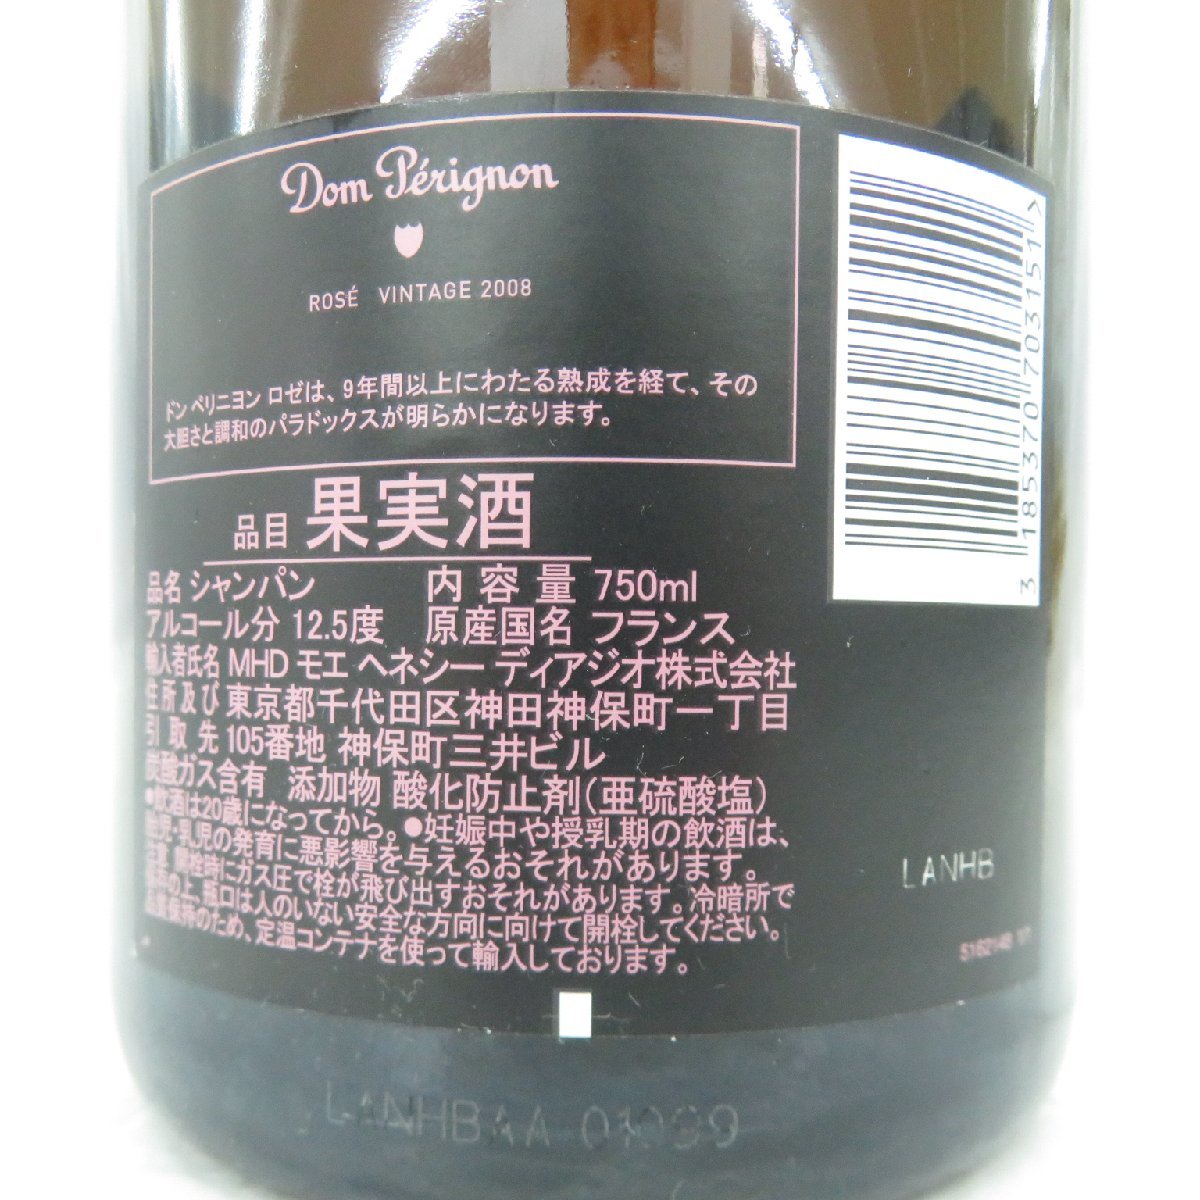 Dom Pérignon
ROSÉ VINTAGE 2008
ドン ペリニヨン ロゼは、9年間以上にわたる熟成を経て、その
大胆さと調和のパラドックスが明らかになります。
品目 果実酒
品名 シャンパン 内容量 750ml
アルコール分 12.5度 原産国名 フランス
輸入者氏名 MHD モエ ヘネシー ディアジオ株式会社
住所及び 東京都千代田区神田神保町一丁目
引取先 105番地 神保町三井ビル
炭酸ガス含有 添加物 酸化防止剤(亜硫酸塩)
●飲酒は20歳になってから。●妊娠中や授乳期の飲酒は、
胎児・乳児の発育に悪影響を与えるおそれがあります。
注意 開栓時にガス圧で栓が飛び出すおそれがあります。冷暗所で
の上、瓶口は人のいない安全な方向に向けて開栓してください。
品質保持のため、定温コンテナを使って輸入しております。
3 185370 703151 >
LANHB
LANHBAA 01099